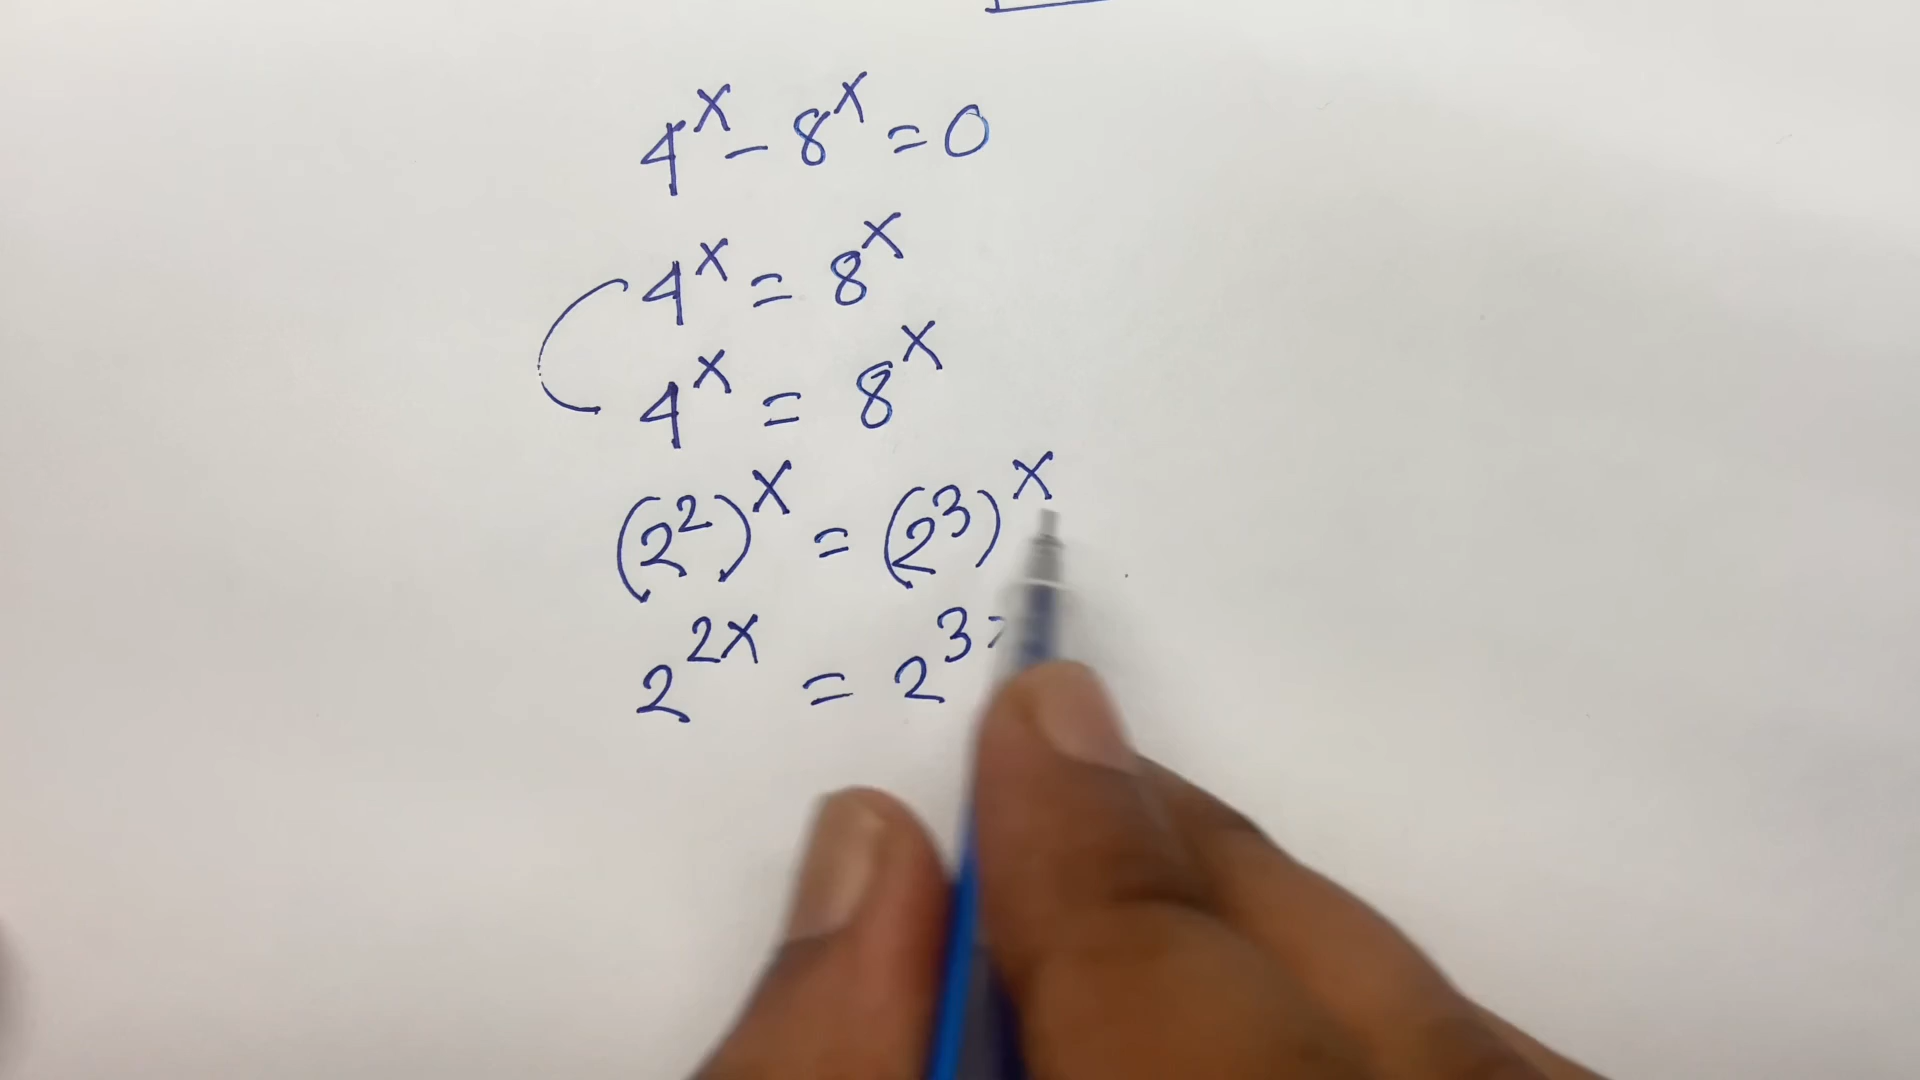 4^x - 8^x = 0
4^x = 8^x
4^x = 8^x
(2^2)^x = (2^3)^x
2^2x = 2^3